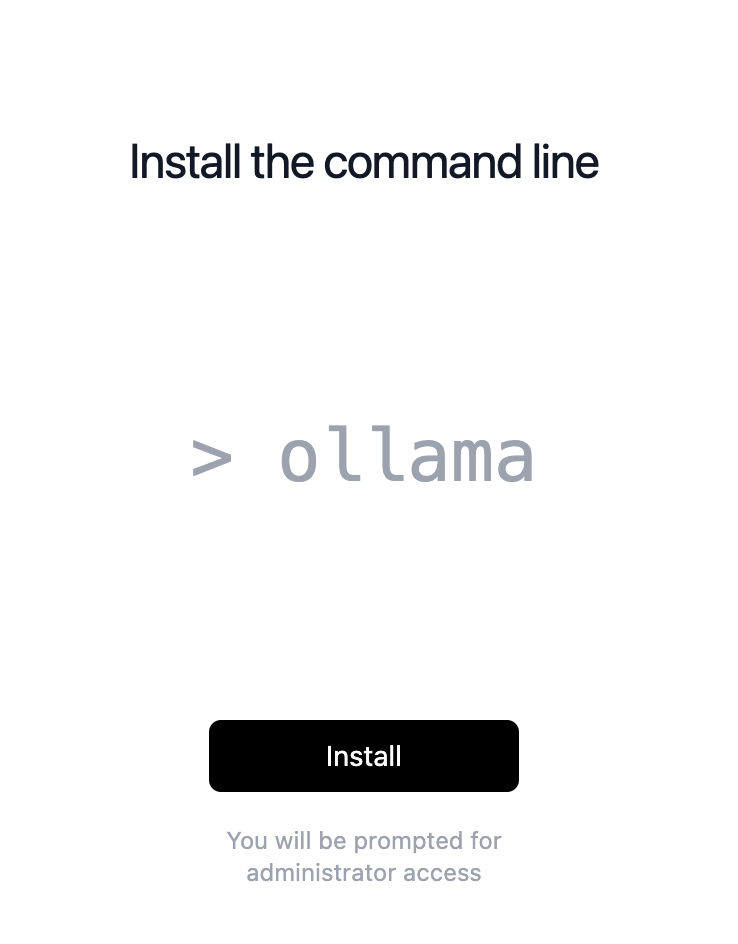 Install the command line
> ollama
Install
You will be prompted for
administrator access